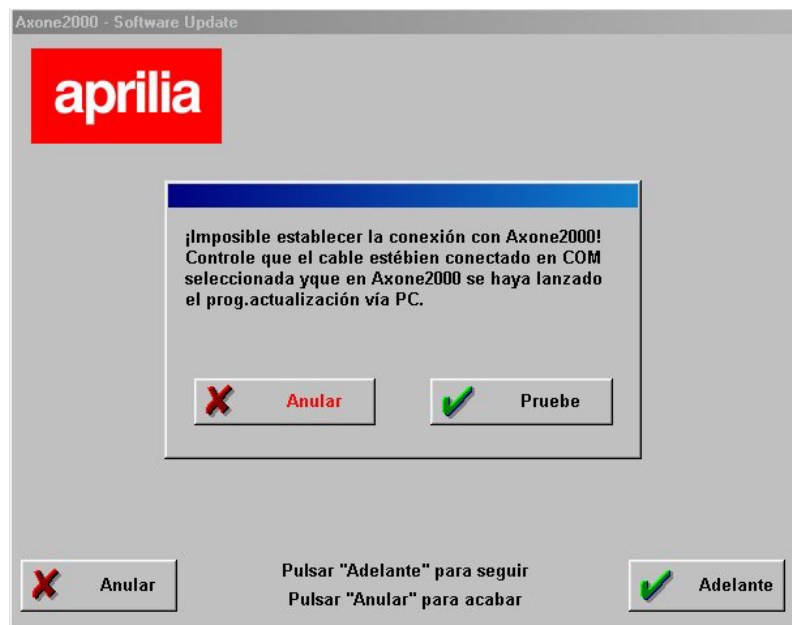 Axone2000 - Software Update
aprilia
¡Imposible establecer la conexión con Axone2000!
Controle que el cable estébien conectado en COM
seleccionada yque en Axone2000 se haya lanzado
el prog.actualización vía PC.
Anular
Pruebe
Anular
Pulsar "Adelante" para seguir
Pulsar "Anular" para acabar
Adelante